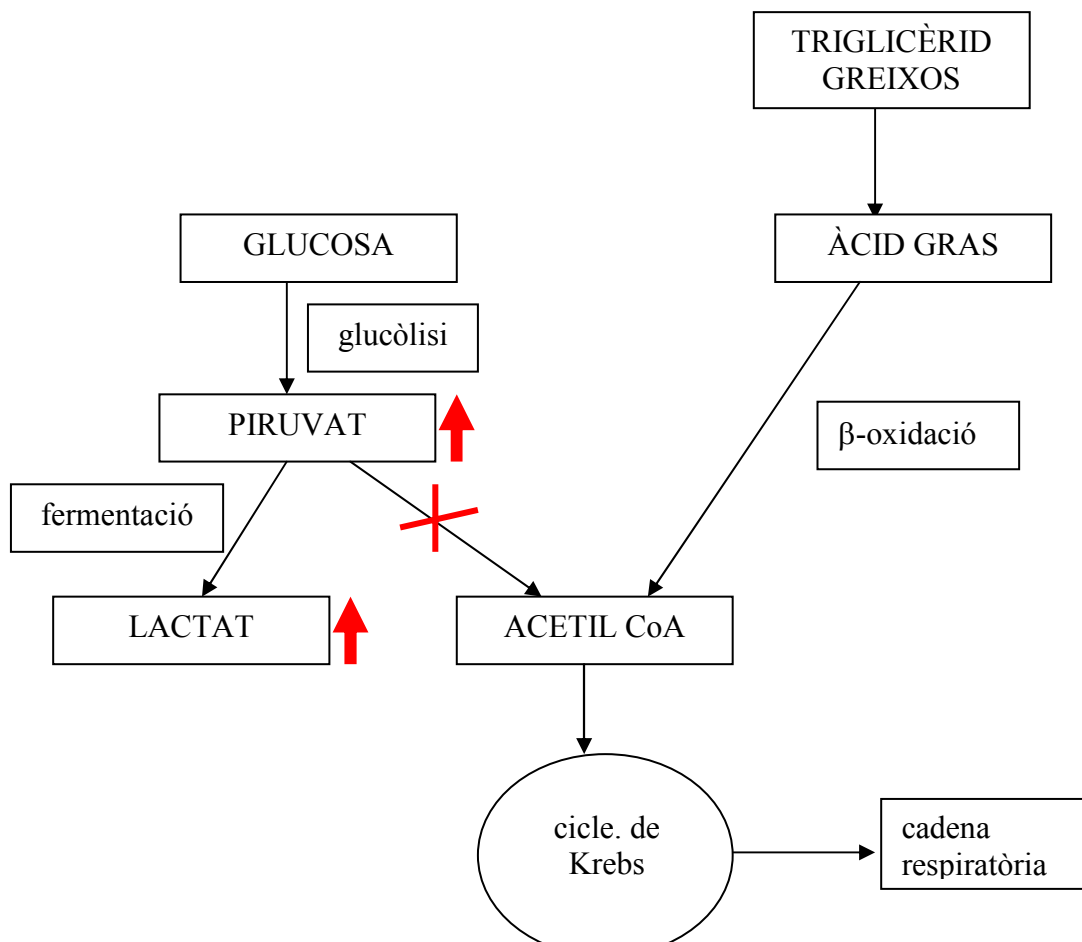 TRIGLICÈRID
GREIXOS
GLUCOSA
ÀCID GRAS
glucòlisi
PIRUVAT
β-oxidació
fermentació
LACTAT
ACETIL CoA
cicle. de
Krebs
cadena
respiratòria